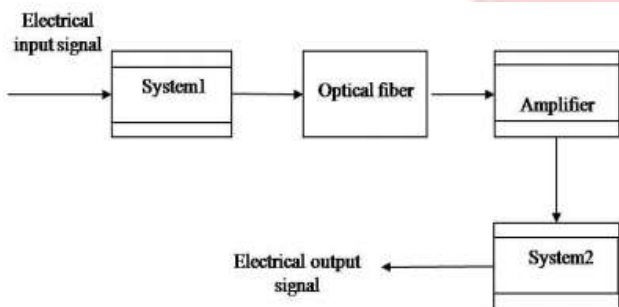 Electrical
input signal
System1
Optical fiber
Amplifier
System2
Electrical output
signal